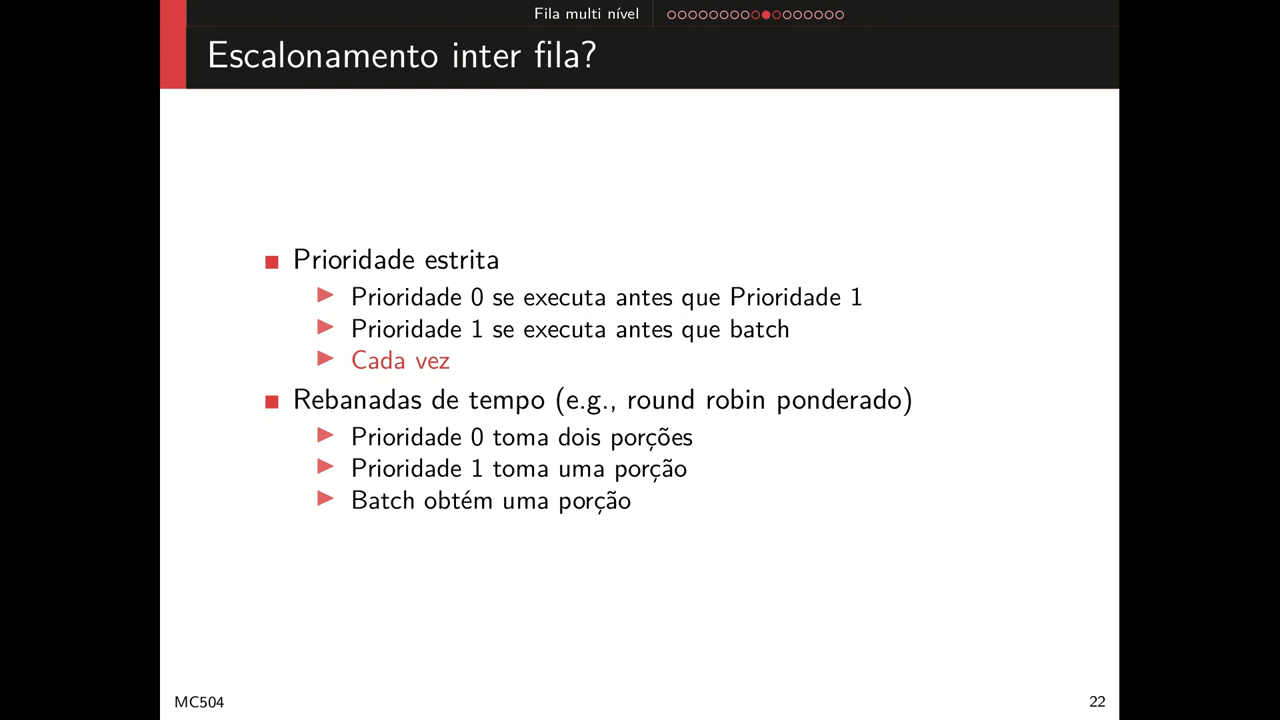 Fila multi nível
Escalonamento inter fila?
Prioridade estrita
Prioridade 0 se executa antes que Prioridade 1
Prioridade 1 se executa antes que batch
Cada vez
Rebanadas de tempo (e.g., round robin ponderado)
Prioridade 0 toma dois porções
Prioridade 1 toma uma porção
Batch obtém uma porção
MC504
22